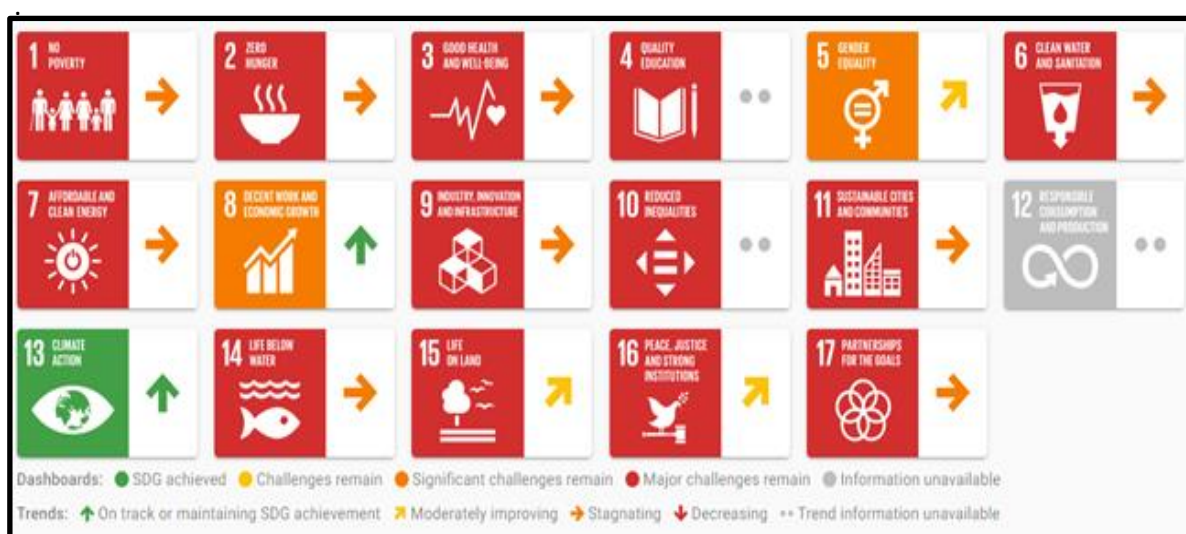 1 NO
POVERTY
2 ZERO
HUNGER
3 GOOD HEALTH
AND WELL-BEING
4 QUALITY
EDUCATION
5 GENDER
EQUALITY
6 CLEAN WATER
AND SANITATION
7 AFFORDABLE AND
CLEAN ENERGY
8 DECENT WORK AND
ECONOMIC GROWTH
9 INDUSTRY, INNOVATION
AND INFRASTRUCTURE
10 REDUCED
INEQUALITIES
11 SUSTAINABLE CITIES
AND COMMUNITIES
12 RESPONSIBLE
CONSUMPTION
AND PRODUCTION
13 CLIMATE
ACTION
14 LIFE BELOW
WATER
15 LIFE
ON LAND
16 PEACE, JUSTICE
AND STRONG
INSTITUTIONS
17 PARTNERSHIPS
FOR THE GOALS
Dashboards: SDG achieved Challenges remain Significant challenges remain Major challenges remain Information unavailable
Trends: On track or maintaining SDG achievement Moderately improving Stagnating Decreasing Trend information unavailable